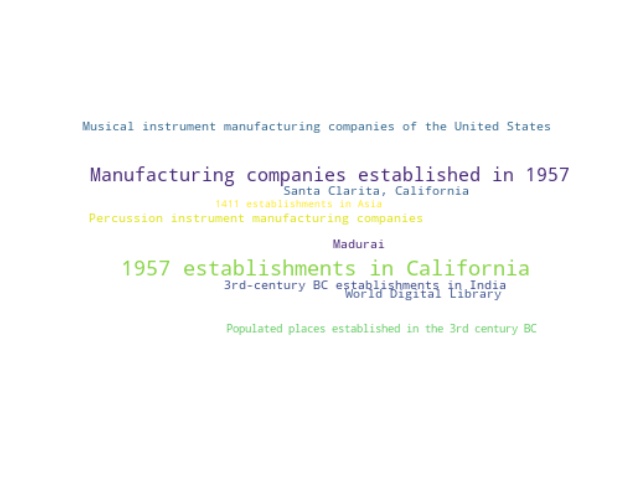 Musical instrument manufacturing companies of the United States
Manufacturing companies established in 1957
Santa Clarita, California
1411 establishments in Asia
Percussion instrument manufacturing companies
Madurai
1957 establishments in California
3rd-century BC establishments in India
World Digital Library
Populated places established in the 3rd century BC